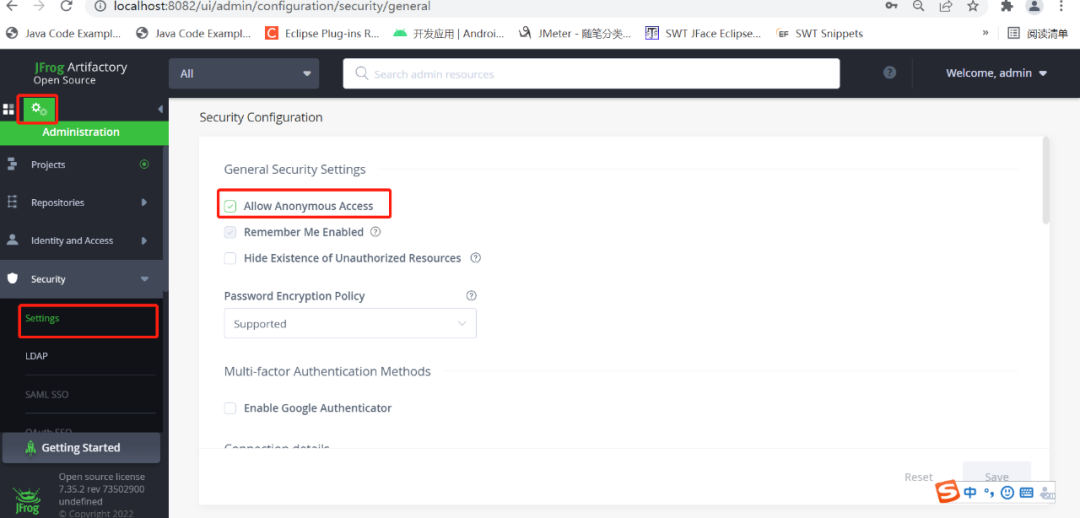 localhost:8082/ui/admin/configuration/security/general
Java Code Exampl...
Java Code Exampl...
Eclipse Plug-ins R...
开发应用 | Androi...
JMeter - 随笔分类...
SWT JFace Eclipse...
EF SWT Snippets
»
阅读清单
JFrog Artifactory
Open Source
All
Search admin resources
Welcome, admin
Administration
Projects
Repositories
Identity and Access
Security
Settings
LDAP
SAML SSO
OAuth SSO
Getting Started
Open source license
7.35.2 rev 73502900
undefined
© Copyright 2022
JFrog
Security Configuration
General Security Settings
Allow Anonymous Access
Remember Me Enabled
Hide Existence of Unauthorized Resources
Password Encryption Policy
Supported
Multi-factor Authentication Methods
Enable Google Authenticator
Connection details
Reset
Save
中